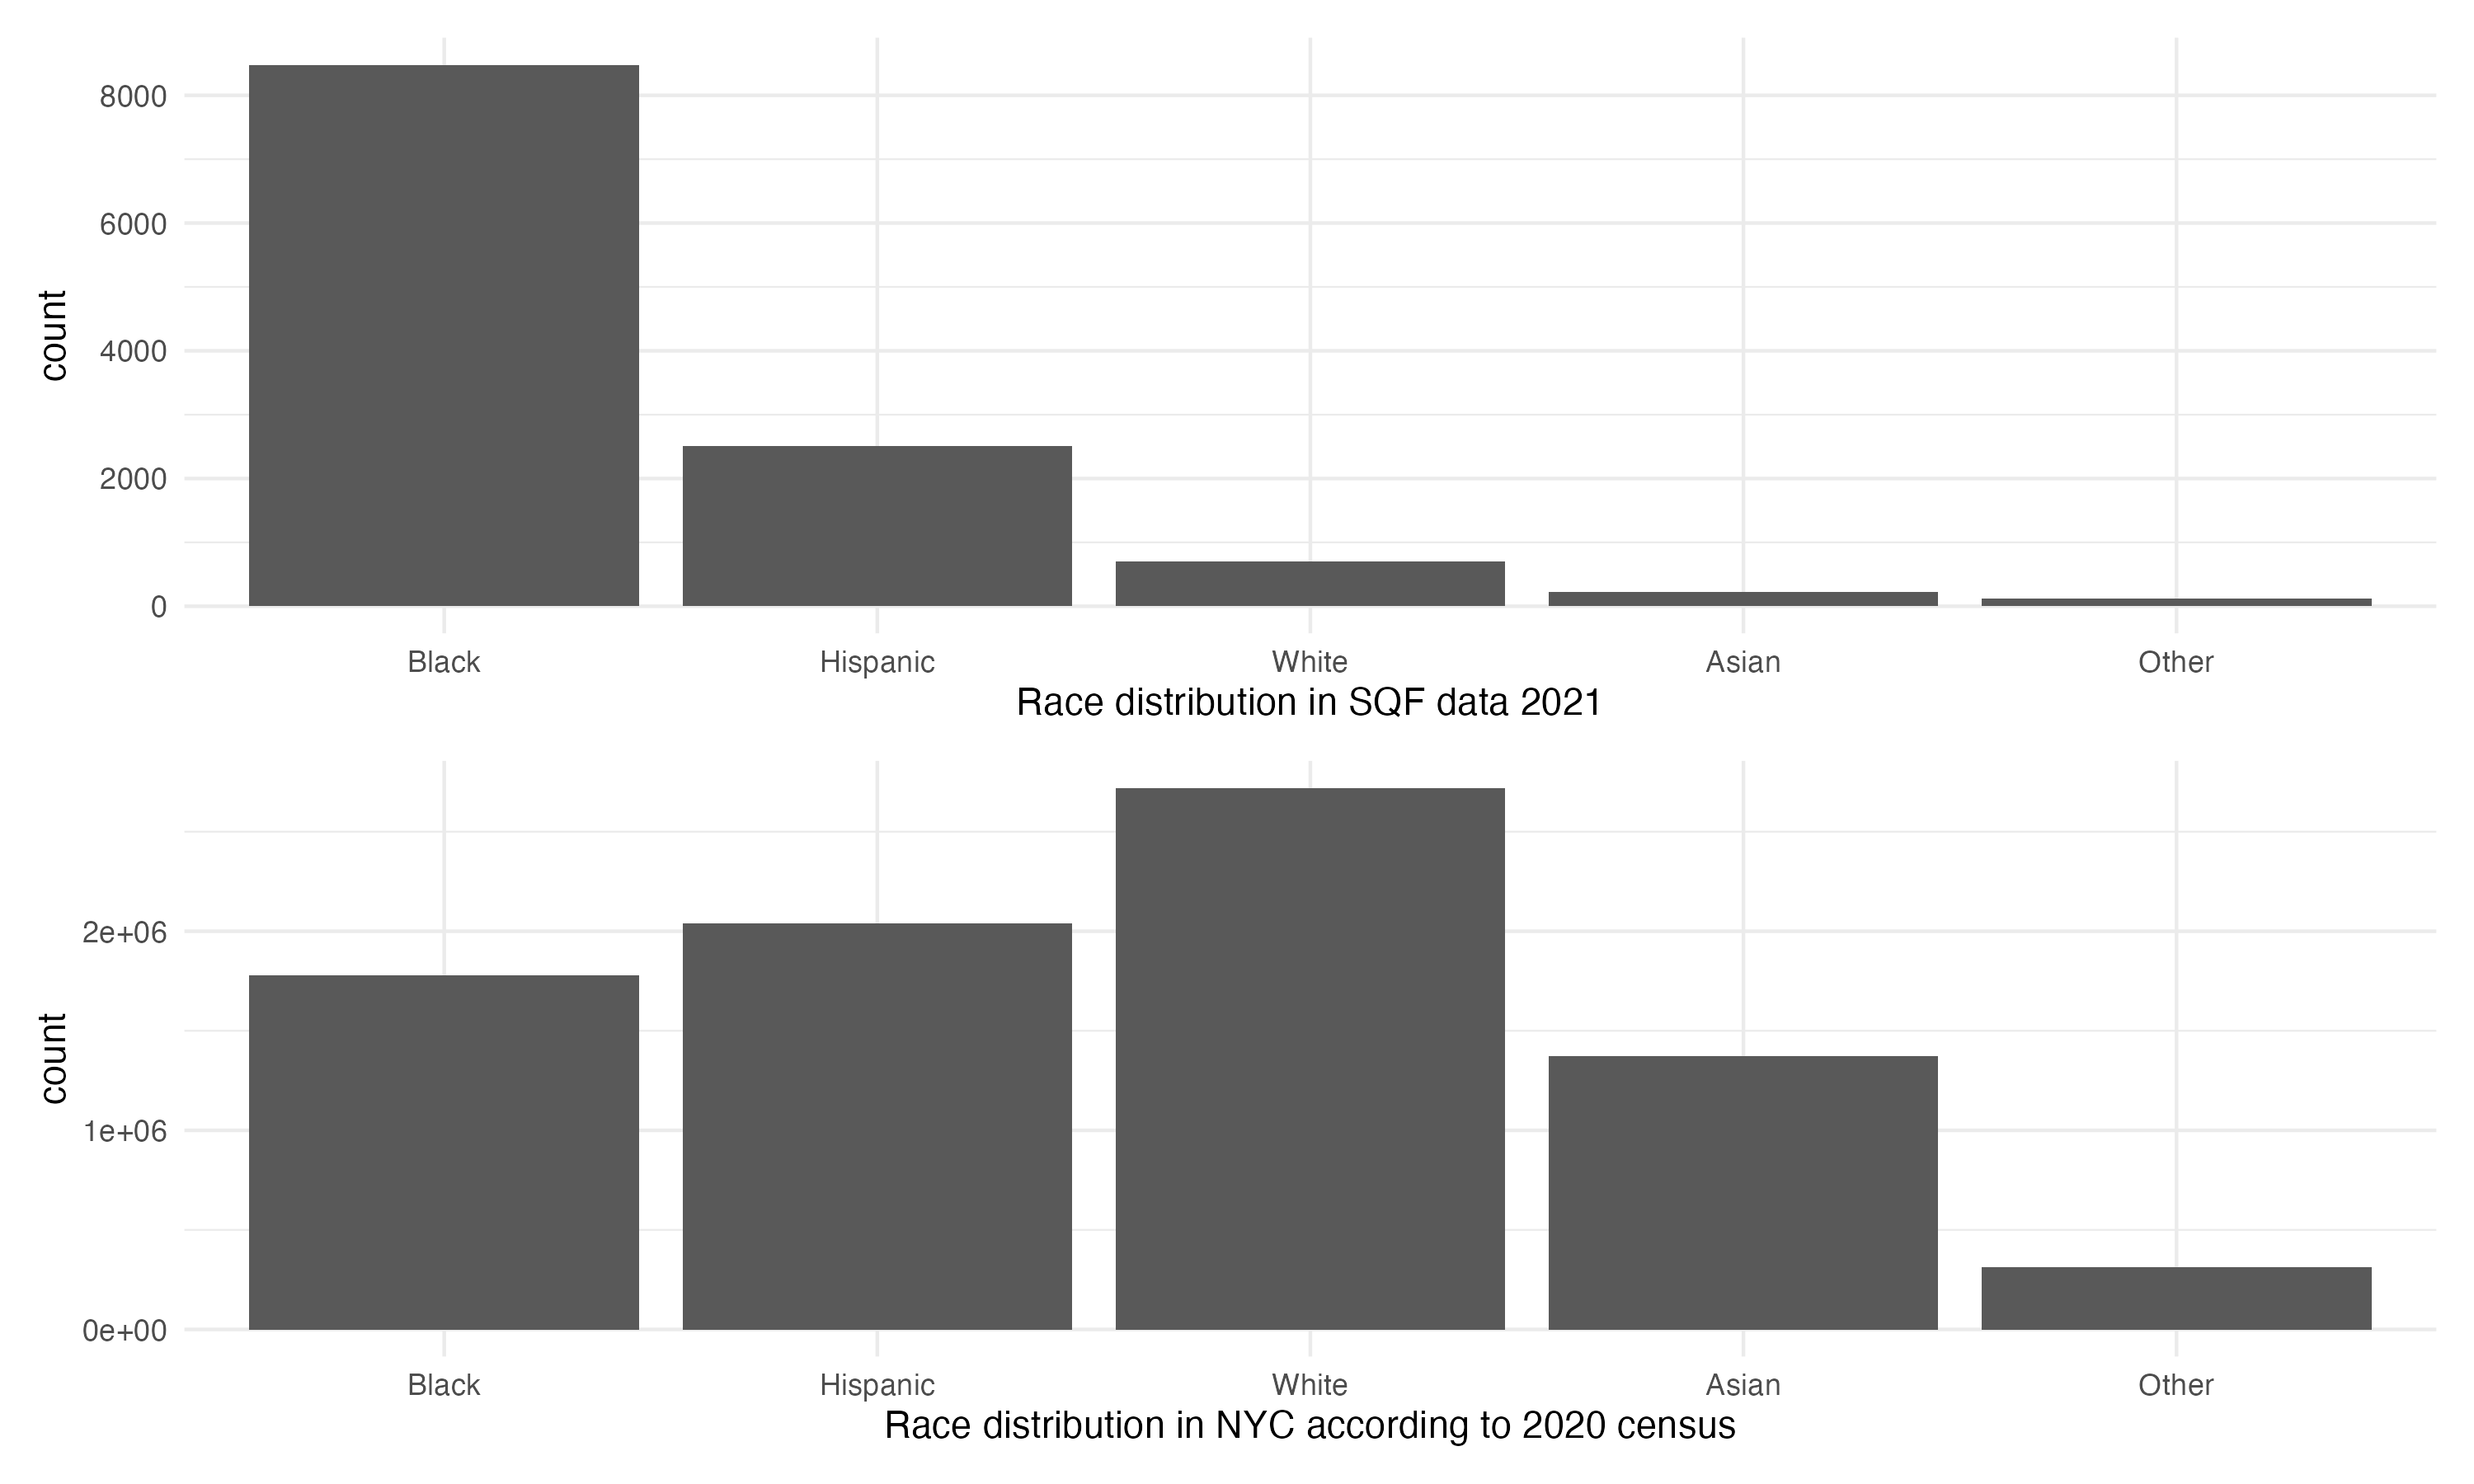 count
8000
6000
4000
2000
0
Black Hispanic White Asian Other
Race distribution in SQF data 2021
count
2e+06
1e+06
0e+00
Black Hispanic White Asian Other
Race distribution in NYC according to 2020 census